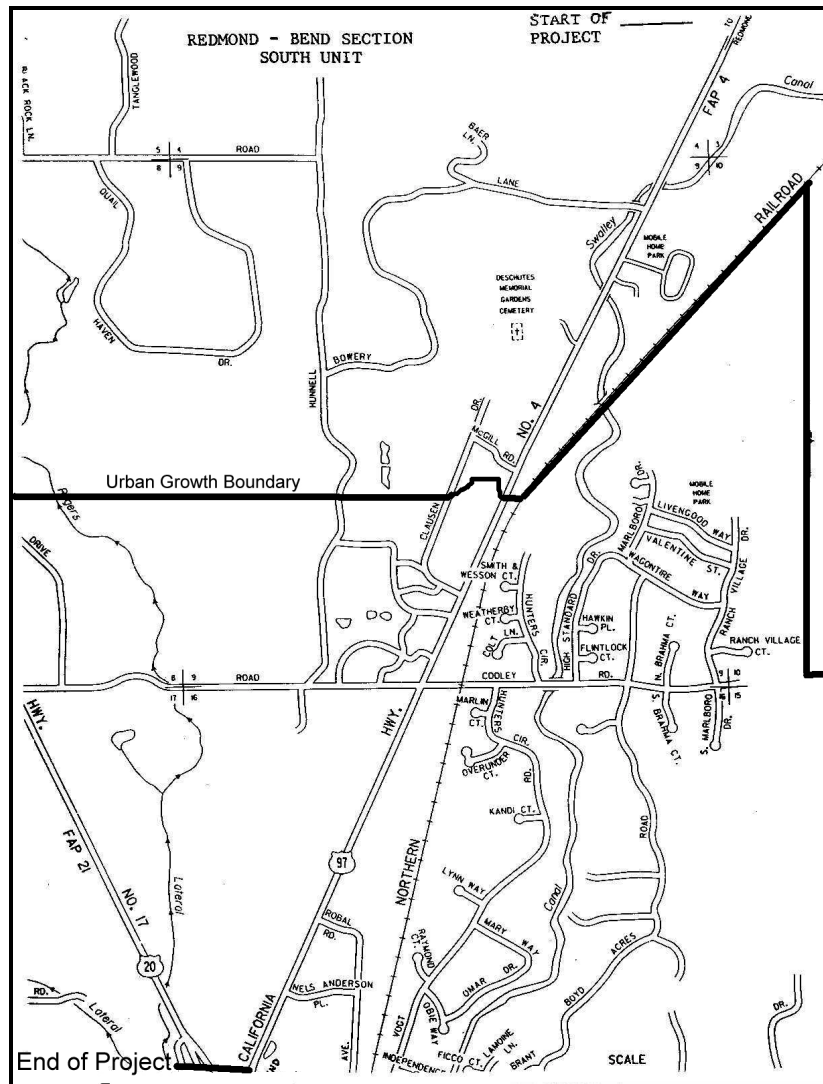 REDMOND - BEND SECTION
SOUTH UNIT
START OF
PROJECT
TO
REDMOND
FAP 4
Canal
TANGLEWOOD
ACK ROCK LN.
5 4
8 9
ROAD
BAER
LN.
LANE
4 3
9 10
RAILROAD
QUAIL
HAVEN
DR.
HUNNELL
BOWERY
Swalley
MOBILE
HOME
PARK
DESCHUTES
MEMORIAL
GARDENS
CEMETERY
NO. 4
DR.
McGILL
RD.
CLAUSEN
Urban Growth Boundary
Rogers
DRIVE
DR.
MARLBORO
MOBILE
HOME
PARK
LIVENGOOD WAY
VALENTINE ST.
WAGONTIRE WAY
DR.
RANCH VILLAGE
SMITH &
WESSON CT.
WEATHERBY
CT.
COLT LN.
HUNTERS CIR.
HIGH STANDARD DR.
HAWKIN
PL.
FLINTLOCK
CT.
N. BRAHMA CT.
RANCH VILLAGE
CT.
8 9
17 16
ROAD
COOLEY
RD.
9 10
16 15
S. BRAHMA CT.
S. MARLBORO DR.
HWY.
FAP 21
NO. 17
20
Lateral
HWY.
97
MARLIN
CT.
HUNTERS
CIR.
OVERUNDER
CT.
RD.
KANDI CT.
NORTHERN
LYNN WAY
MARY WAY
Canal
ROAD
ACRES
BOYD
ROBAL
RD.
RAYMOND
CT.
OMAR DR.
NELS ANDERSON
PL.
OBIE WAY
VOGT
AVE.
CALIFORNIA
RD.
Lateral
INDEPENDENCE
FICCO CT.
LAMOINE
LN.
BRANT
SCALE
DR.
End of Project